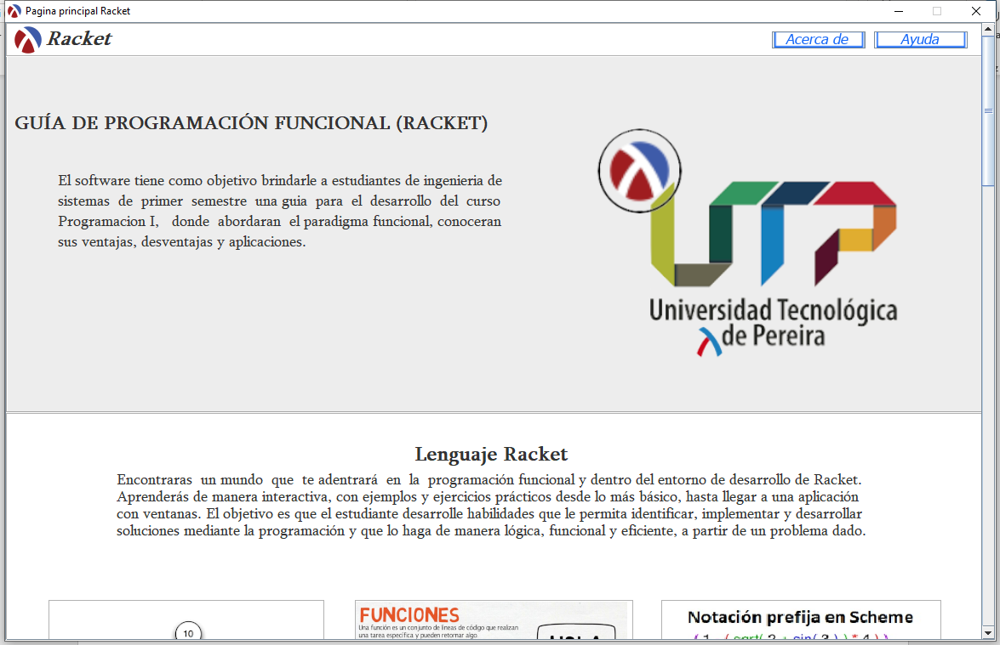 Pagina principal Racket
Racket
Acerca de
Ayuda
GUÍA DE PROGRAMACIÓN FUNCIONAL (RACKET)
El software tiene como objetivo brindarle a estudiantes de ingenieria de
sistemas de primer semestre una guia para el desarrollo del curso
Programacion I, donde abordaran el paradigma funcional, conoceran
sus ventajas, desventajas y aplicaciones.
Universidad Tecnológica
de Pereira
Lenguaje Racket
Encontraras un mundo que te adentrará en la programación funcional y dentro del entorno de desarrollo de Racket.
Aprenderás de manera interactiva, con ejemplos y ejercicios prácticos desde lo más básico, hasta llegar a una aplicación
con ventanas. El objetivo es que el estudiante desarrolle habilidades que le permita identificar, implementar y desarrollar
soluciones mediante la programación y que lo haga de manera lógica, funcional y eficiente, a partir de un problema dado.
10
FUNCIONES
Una función es un conjunto de líneas de código que realizan
una tarea específica y pueden retornar algo
HOLA
Notación prefija en Scheme